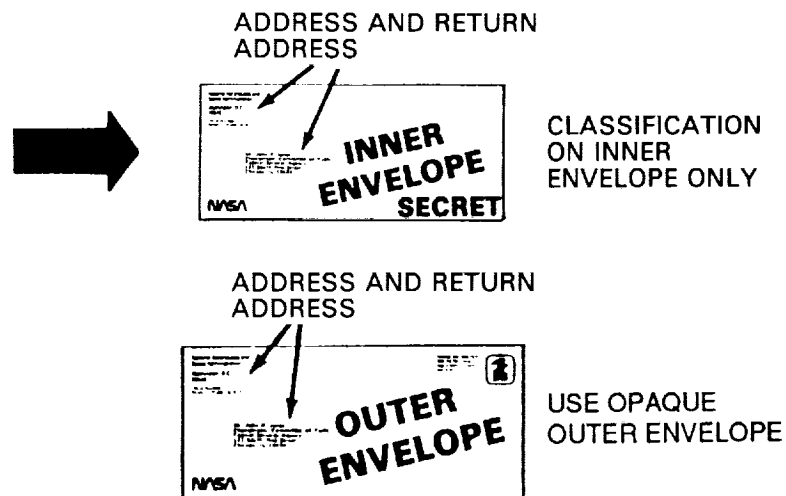 ADDRESS AND RETURN
ADDRESS
INNER
ENVELOPE
SECRET
NASA
CLASSIFICATION
ON INNER
ENVELOPE ONLY
ADDRESS AND RETURN
ADDRESS
OUTER
ENVELOPE
NASA
USE OPAQUE
OUTER ENVELOPE